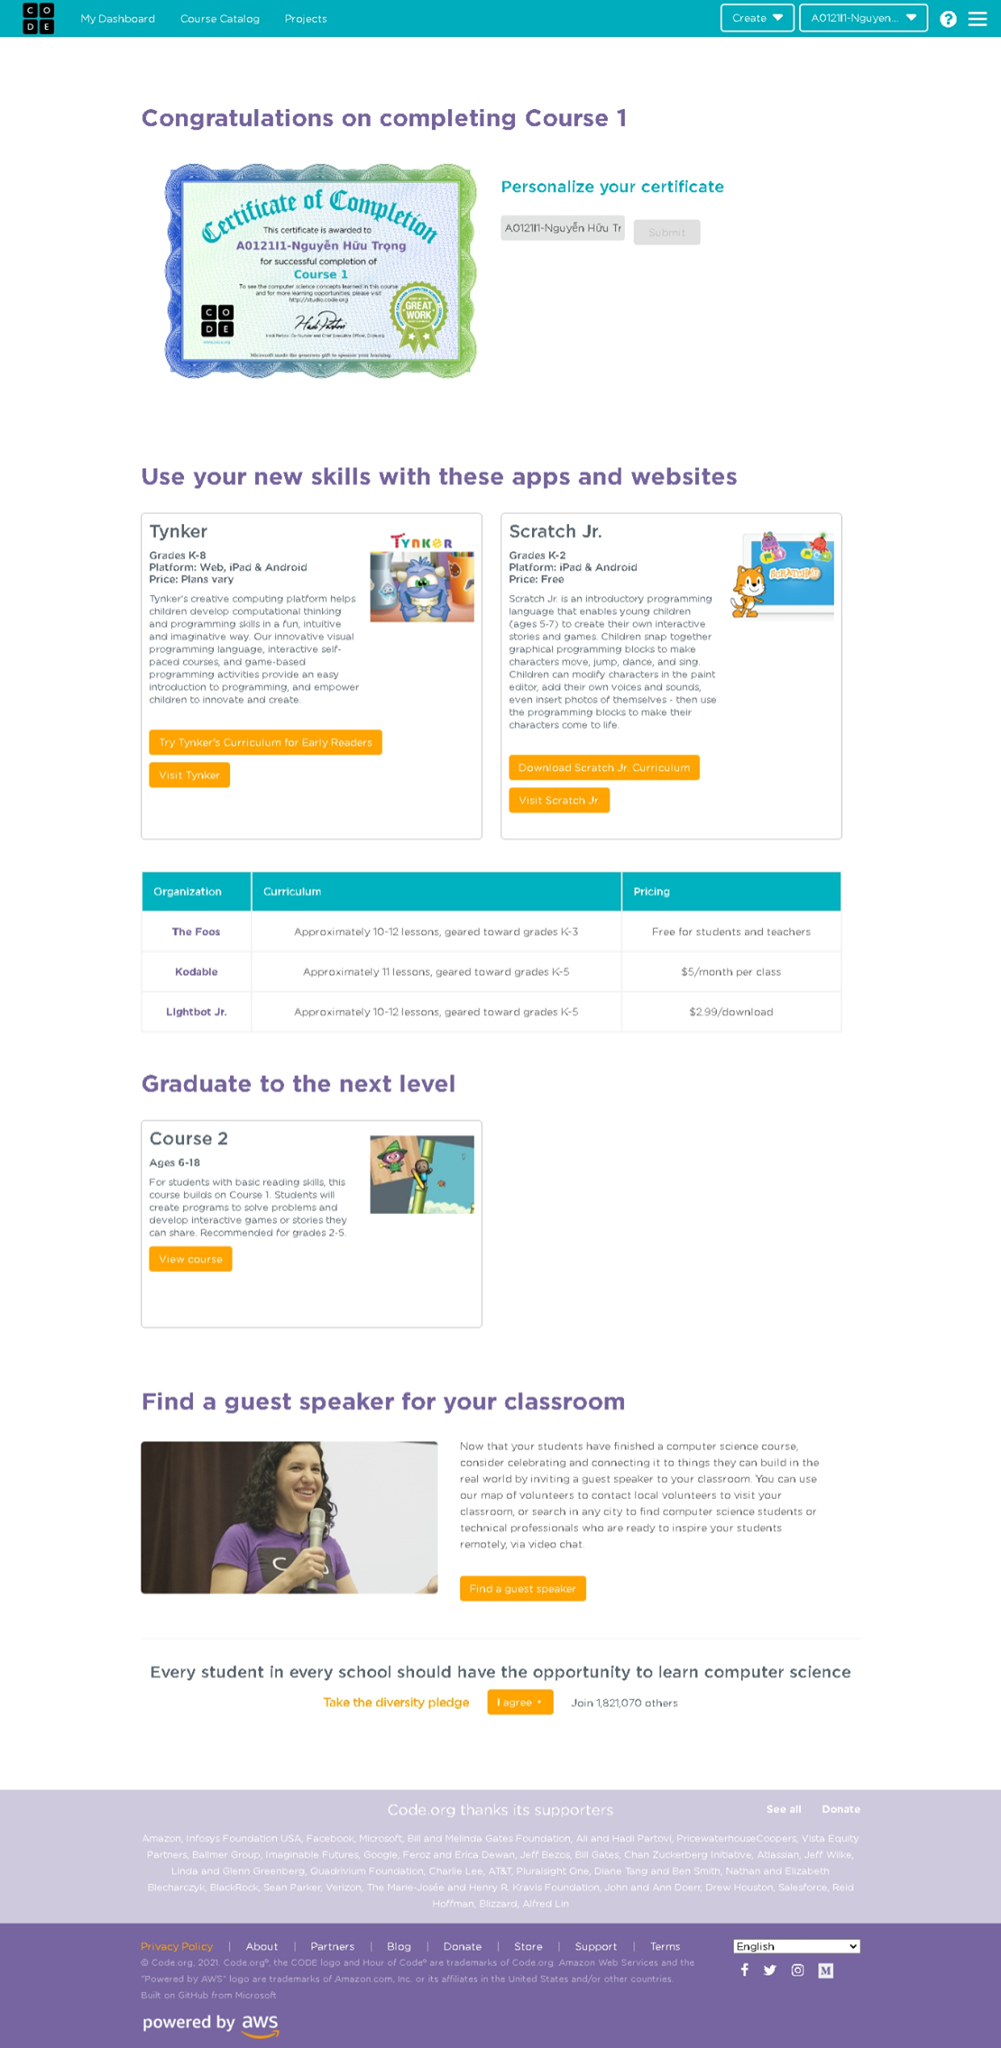 CODE
My Dashboard
Course Catalog
Projects
Create
A0121I1-Nguyen...
?
Congratulations on completing Course 1
Certificate of Completion
This certificate is awarded to
A0121I1-Nguyễn Hữu Trọng
for successful completion of
Course 1
To see the computer science concepts learned in this course
and for more learning opportunities, please visit
http://studio.code.org
CODE
GREAT
WORK
Hadi Partovi, Co-founder and Chief Executive Officer, Code.org
Microsoft made the generous gift to sponsor your learning.
Personalize your certificate
A0121I1-Nguyễn Hữu Tr
Submit
Use your new skills with these apps and websites
Tynker
Grades K-8
Platform: Web, iPad & Android
Price: Plans vary
Tynker's creative computing platform helps
children develop computational thinking
and programming skills in a fun, intuitive
and imaginative way. Our innovative visual
programming language, interactive self-
paced courses, and game-based
programming activities provide an easy
introduction to programming, and empower
children to innovate and create.
TYNKER
Try Tynker's Curriculum for Early Readers
Visit Tynker
Scratch Jr.
Grades K-2
Platform: iPad & Android
Price: Free
Scratch Jr. is an introductory programming
language that enables young children
(ages 5-7) to create their own interactive
stories and games. Children snap together
graphical programming blocks to make
characters move, jump, dance, and sing.
Children can modify characters in the paint
editor, add their own voices and sounds,
even insert photos of themselves - then use
the programming blocks to make their
characters come to life.
Download Scratch Jr. Curriculum
Visit Scratch Jr.
Organization Curriculum Pricing
The Foos Approximately 10-12 lessons, geared toward grades K-3 Free for students and teachers
Kodable Approximately 11 lessons, geared toward grades K-5 $5/month per class
Lightbot Jr. Approximately 10-12 lessons, geared toward grades K-5 $2.99/download
Graduate to the next level
Course 2
Ages 6-18
For students with basic reading skills, this
course builds on Course 1. Students will
create programs to solve problems and
develop interactive games or stories they
can share. Recommended for grades 2-5.
View course
Find a guest speaker for your classroom
Now that your students have finished a computer science course,
consider celebrating and connecting it to things they can build in the
real world by inviting a guest speaker to your classroom. You can use
our map of volunteers to contact local volunteers to visit your
classroom, or search in any city to find computer science students or
technical professionals who are ready to inspire your students
remotely, via video chat.
Find a guest speaker
Every student in every school should have the opportunity to learn computer science
Take the diversity pledge
I agree
Join 1,821,070 others
Code.org thanks its supporters
See all
Donate
Amazon, Infosys Foundation USA, Facebook, Microsoft, Bill and Melinda Gates Foundation, Ali and Hadi Partovi, PricewaterhouseCoopers, Vista Equity
Partners, Ballmer Group, Imaginable Futures, Google, Feroz and Erica Dewan, Jeff Bezos, Bill Gates, Chan Zuckerberg Initiative, Atlassian, Jeff Wilke,
Linda and Glenn Greenberg, Quadrivium Foundation, Charlie Lee, AT&T, Pluralsight One, Diane Tang and Ben Smith, Nathan and Elizabeth
Blecharczyk, BlackRock, Sean Parker, Verizon, The Marie-Josée and Henry R. Kravis Foundation, John and Ann Doerr, Drew Houston, Salesforce, Reid
Hoffman, Blizzard, Alfred Lin
Privacy Policy | About | Partners | Blog | Donate | Store | Support | Terms
English
© Code.org, 2021. Code.org®, the CODE logo and Hour of Code® are trademarks of Code.org. Amazon Web Services and the
"Powered by AWS" logo are trademarks of Amazon.com, Inc. or its affiliates in the United States and/or other countries.
Built on GitHub from Microsoft
powered by aws